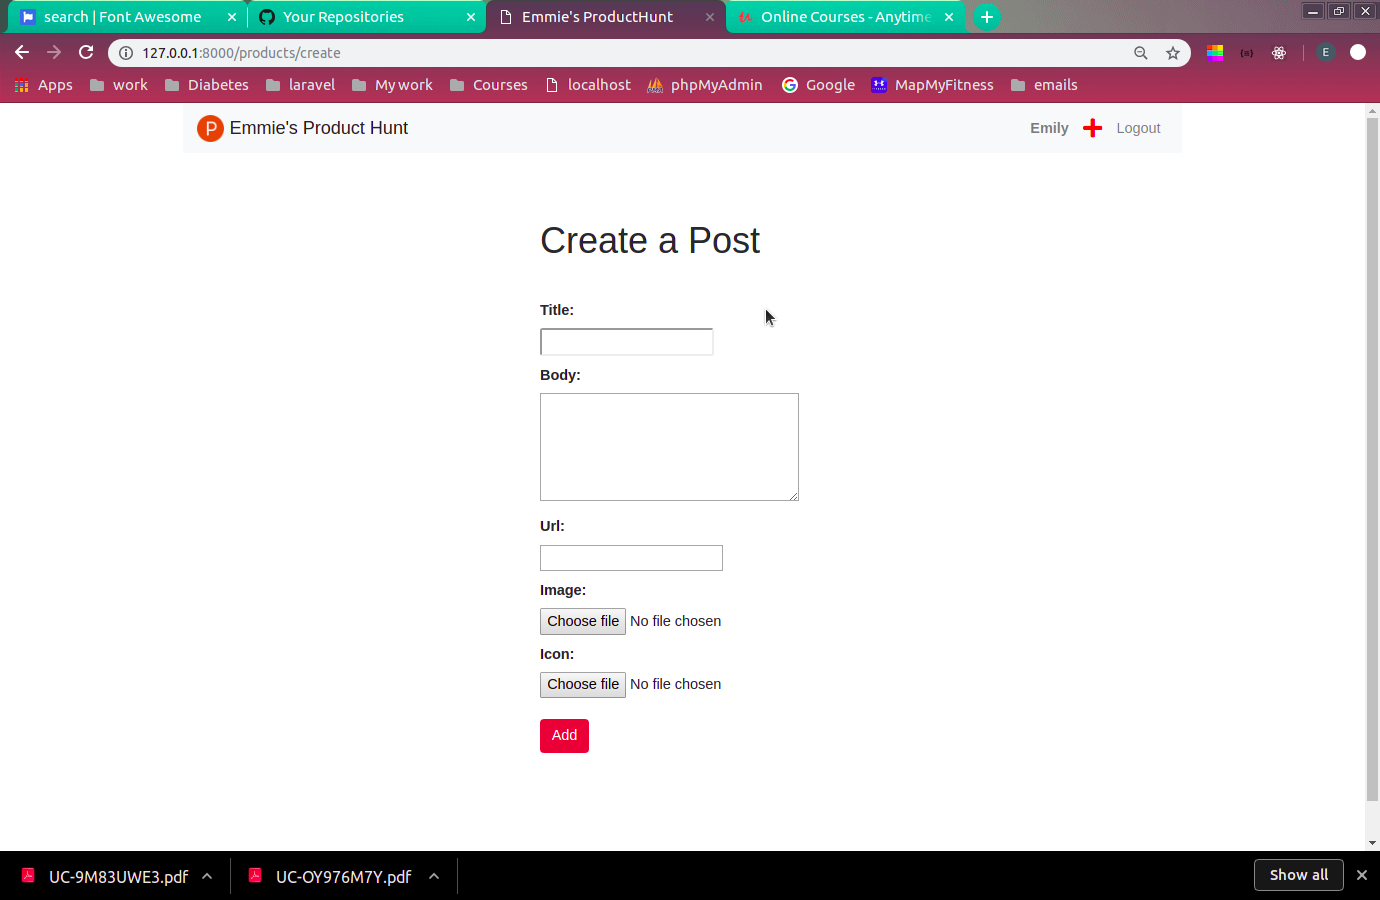 search | Font Awesome
Your Repositories
Emmie's ProductHunt
Online Courses - Anytime
127.0.0.1:8000/products/create
E
Apps
work
Diabetes
laravel
My work
Courses
localhost
phpMyAdmin
Google
MapMyFitness
emails
P Emmie's Product Hunt
Emily
Logout
Create a Post
Title:
Body:
Url:
Image:
Choose file No file chosen
Icon:
Choose file No file chosen
Add
UC-9M83UWE3.pdf
UC-OY976M7Y.pdf
Show all